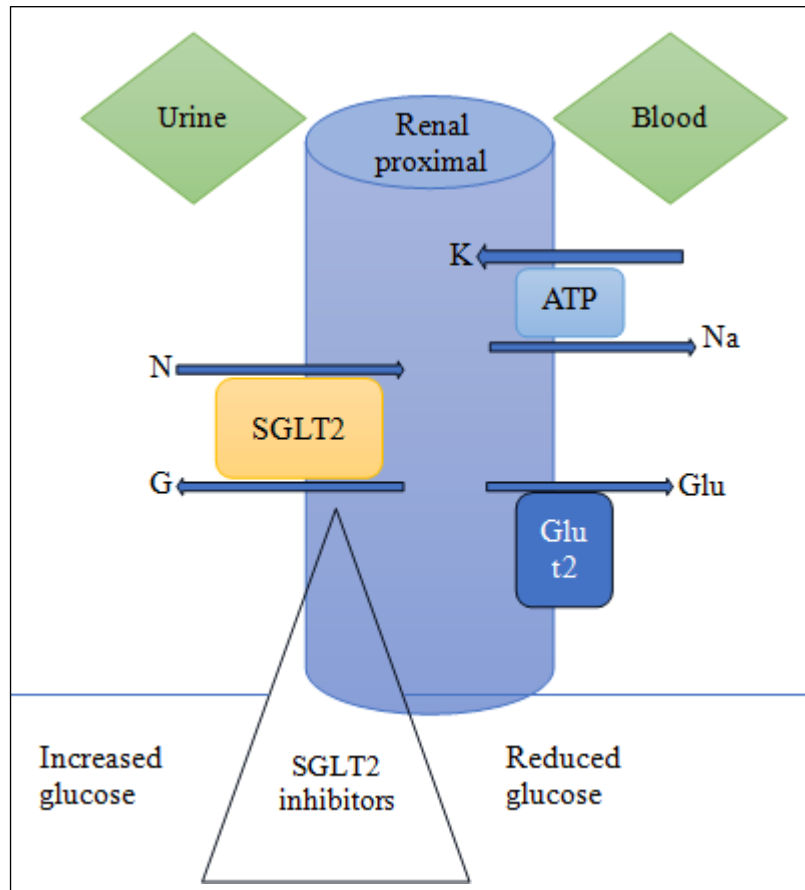 Urine
Blood
Renal
proximal
K
ATP
Na
N
SGLT2
G
Glu
Glu
t2
Increased
glucose
SGLT2
inhibitors
Reduced
glucose